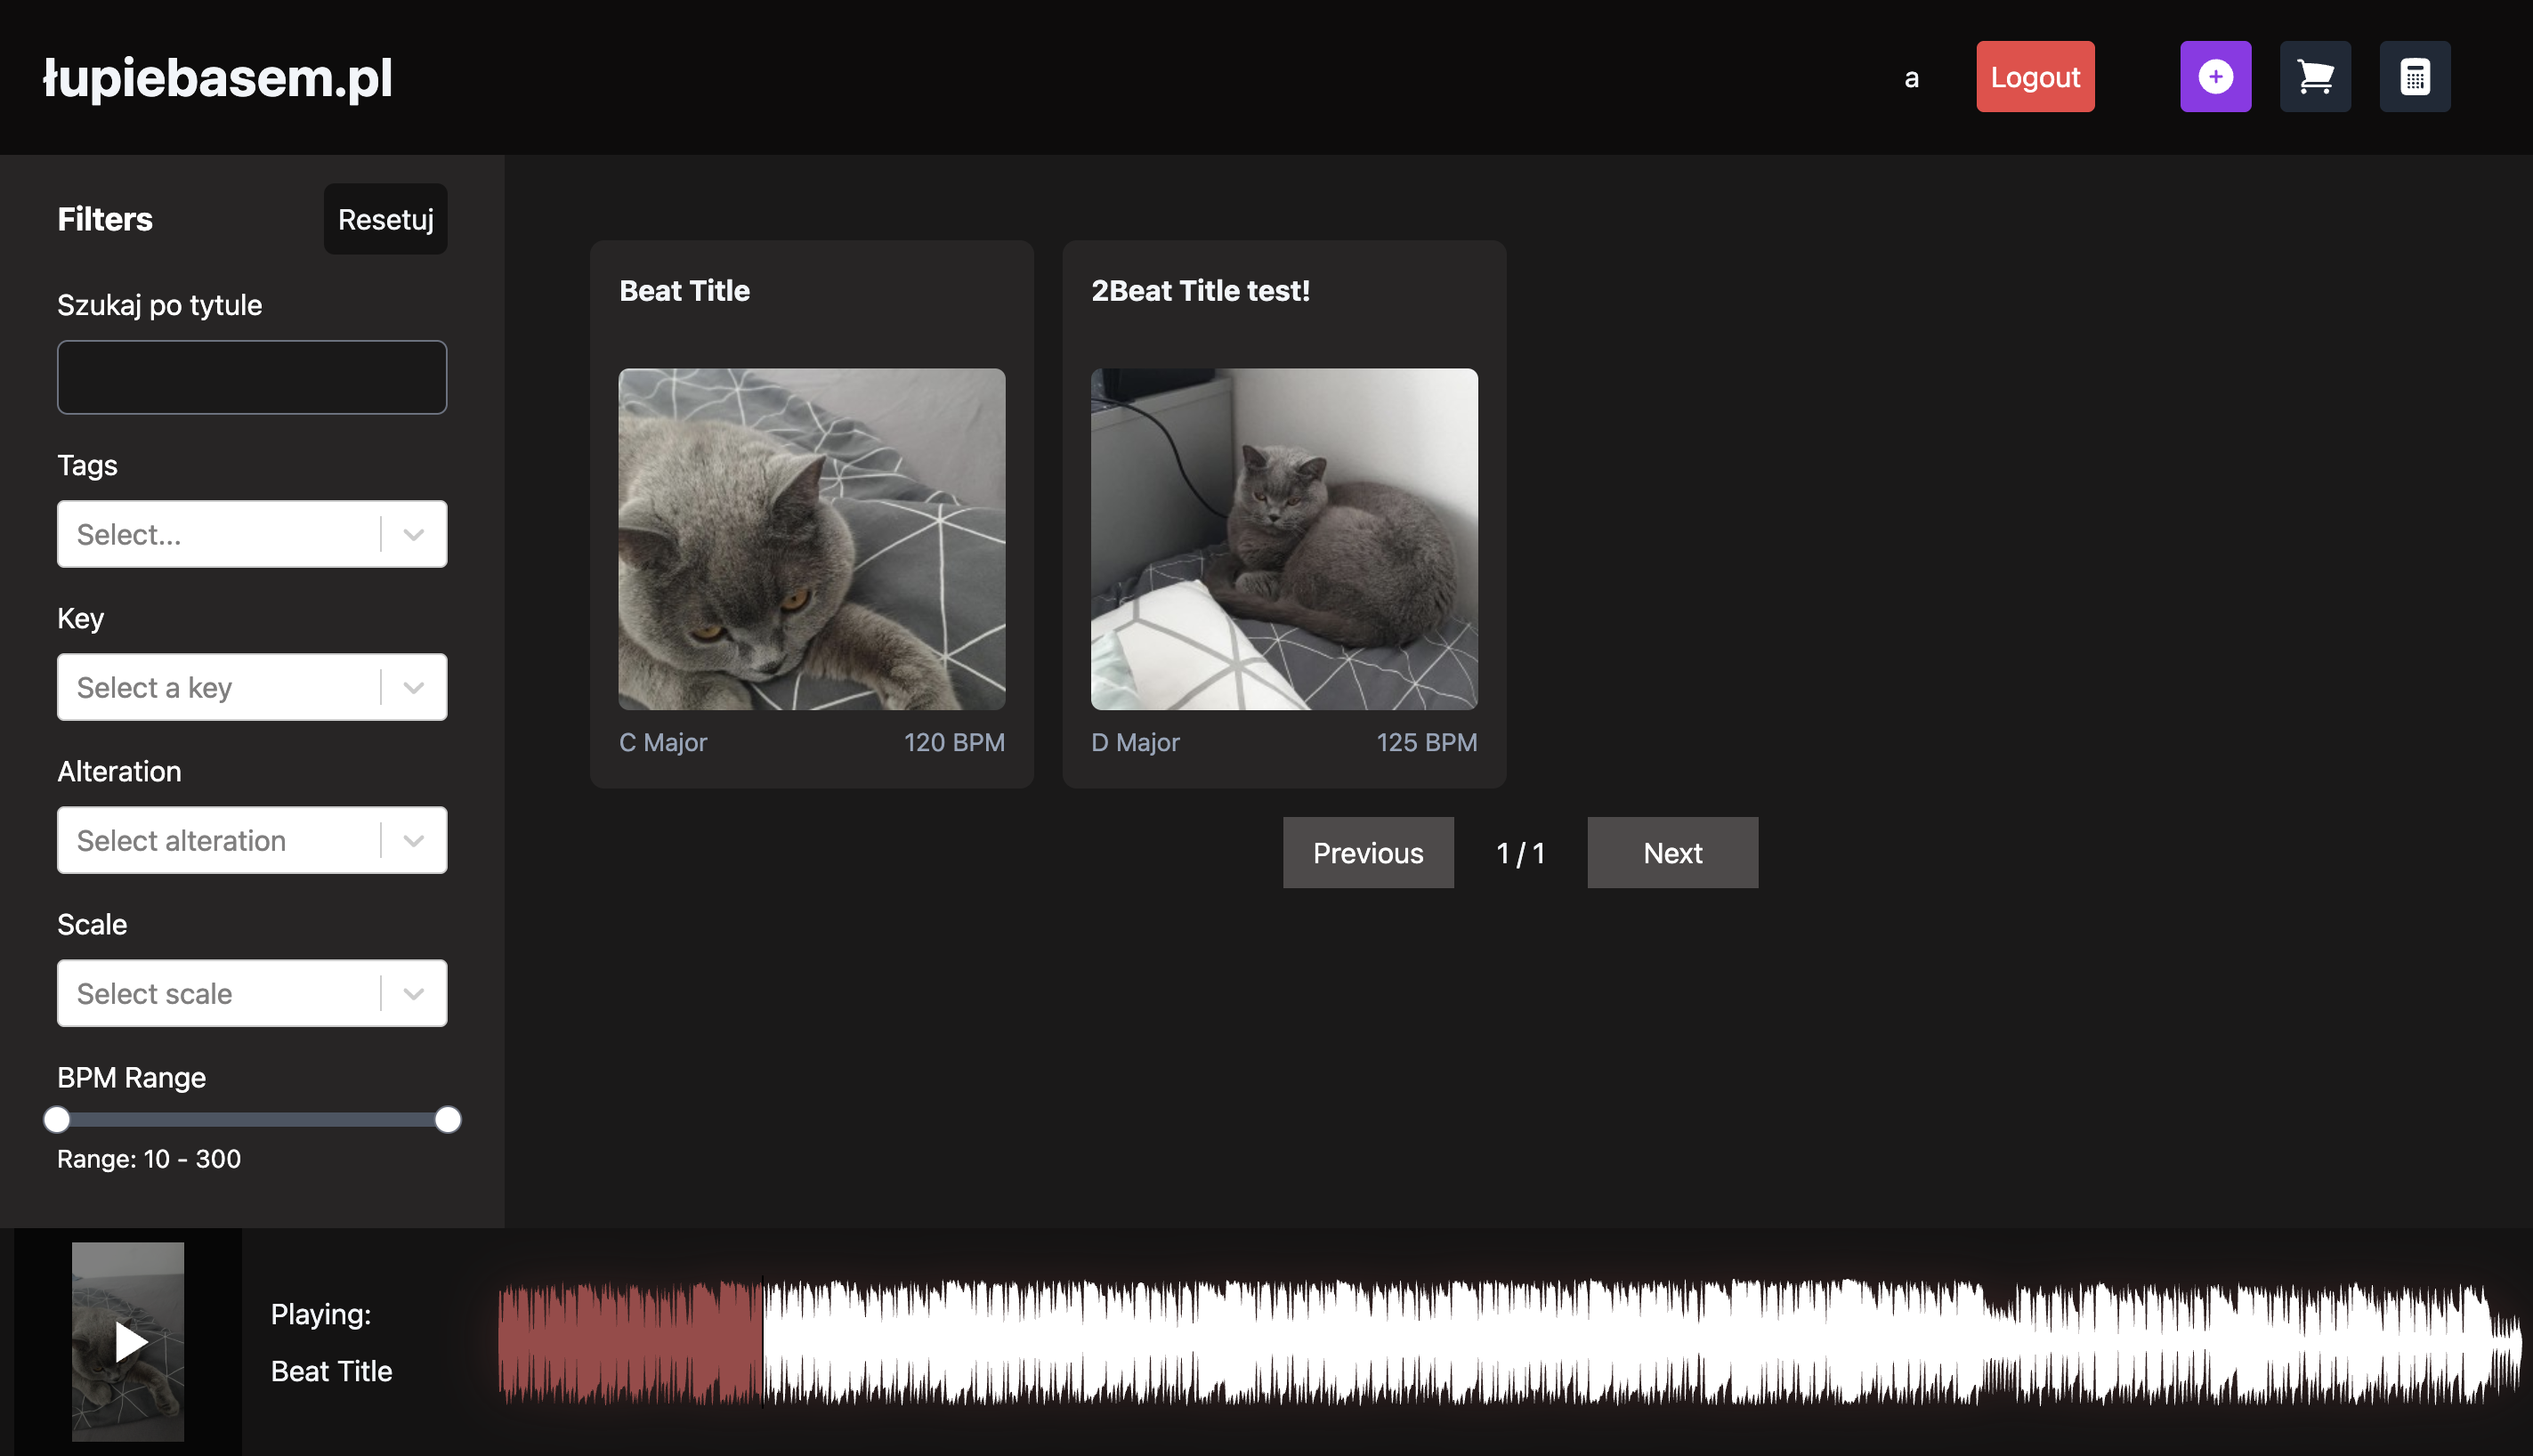 łupiebasem.pl
a
Logout
Filters
Resetuj
Szukaj po tytule
Tags
Select...
Key
Select a key
Alteration
Select alteration
Scale
Select scale
BPM Range
Range: 10 - 300
Beat Title
C Major
120 BPM
2Beat Title test!
D Major
125 BPM
Previous
1 / 1
Next
Playing:
Beat Title